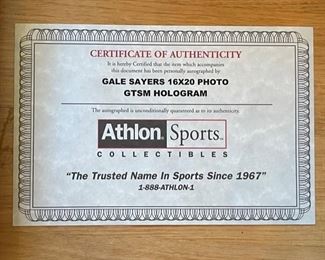 CERTIFICATE OF AUTHENTICITY
It is hereby Certified that the item which accompanies
this document has been personally autographed by
GALE SAYERS 16X20 PHOTO
GTSM HOLOGRAM
The autographed is unconditionally guaranteed as to its authenticity.
Athlon Sports™
COLLECTIBLES
"The Trusted Name In Sports Since 1967"
1-888-ATHLON-1